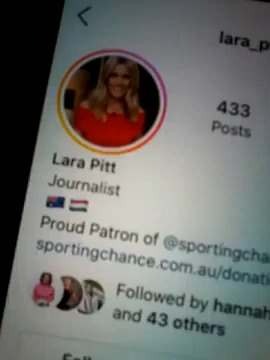 lara_p
433
Posts
Lara Pitt
Journalist
Proud Patron of @sportingcha
sportingchance.com.au/donati
Followed by hannah
and 43 others